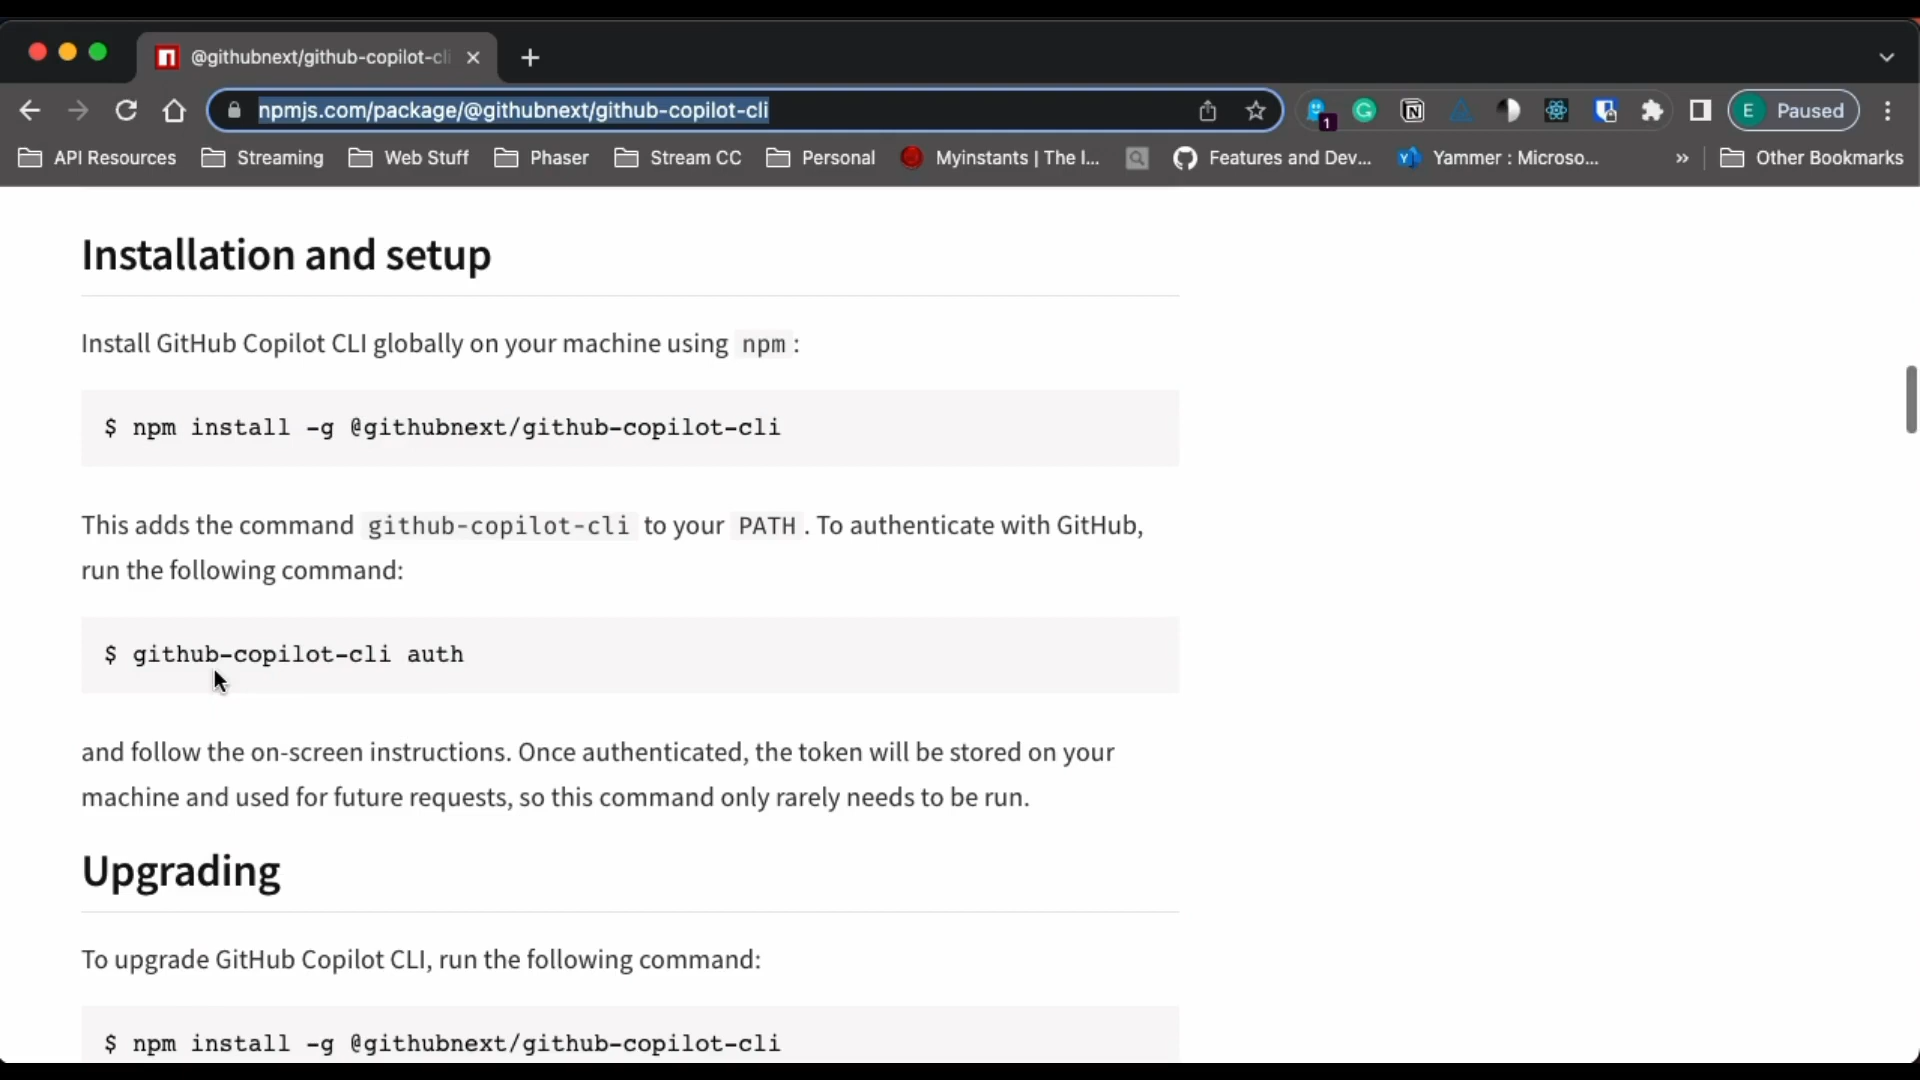 @githubnext/github-copilot-cli
npmjs.com/package/@githubnext/github-copilot-cli
1
E Paused
API Resources
Streaming
Web Stuff
Phaser
Stream CC
Personal
Myinstants | The I...
Features and Dev...
Yammer : Microso...
»
Other Bookmarks
Installation and setup
Install GitHub Copilot CLI globally on your machine using npm :
$ npm install -g @githubnext/github-copilot-cli
This adds the command github-copilot-cli to your PATH . To authenticate with GitHub,
run the following command:
$ github-copilot-cli auth
and follow the on-screen instructions. Once authenticated, the token will be stored on your
machine and used for future requests, so this command only rarely needs to be run.
Upgrading
To upgrade GitHub Copilot CLI, run the following command:
$ npm install -g @githubnext/github-copilot-cli